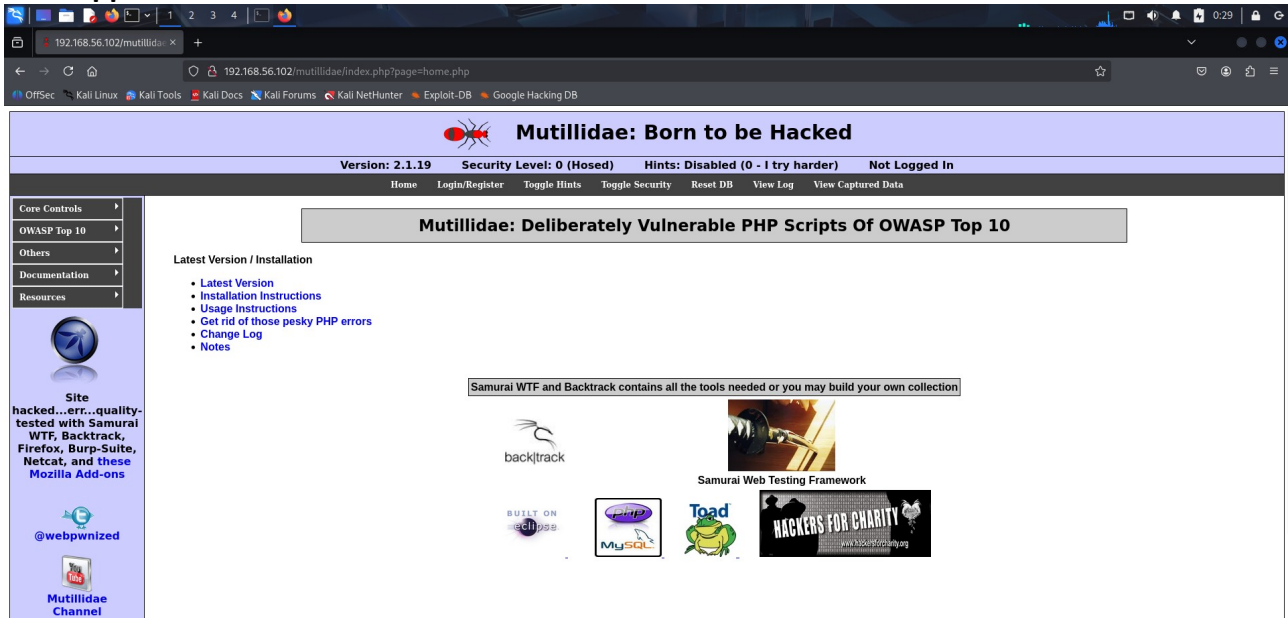 1 2 3 4
0:29
192.168.56.102/mutillidae
192.168.56.102/mutillidae/index.php?page=home.php
OffSec Kali Linux Kali Tools Kali Docs Kali Forums Kali NetHunter Exploit-DB Google Hacking DB
Mutillidae: Born to be Hacked
Version: 2.1.19 Security Level: 0 (Hosed) Hints: Disabled (0 - I try harder) Not Logged In
Home Login/Register Toggle Hints Toggle Security Reset DB View Log View Captured Data
Core Controls
OWASP Top 10
Others
Documentation
Resources
Site
hacked...err...quality-
tested with Samurai
WTF, Backtrack,
Firefox, Burp-Suite,
Netcat, and these
Mozilla Add-ons
@webpwnized
You
Tube
Mutillidae
Channel
Mutillidae: Deliberately Vulnerable PHP Scripts Of OWASP Top 10
Latest Version / Installation
• Latest Version
• Installation Instructions
• Usage Instructions
• Get rid of those pesky PHP errors
• Change Log
• Notes
Samurai WTF and Backtrack contains all the tools needed or you may build your own collection
back|track
Samurai Web Testing Framework
BUILT ON
eclipse
php
MySQL
Toad
HACKERS FOR CHARITY
www.hackersforcharity.org